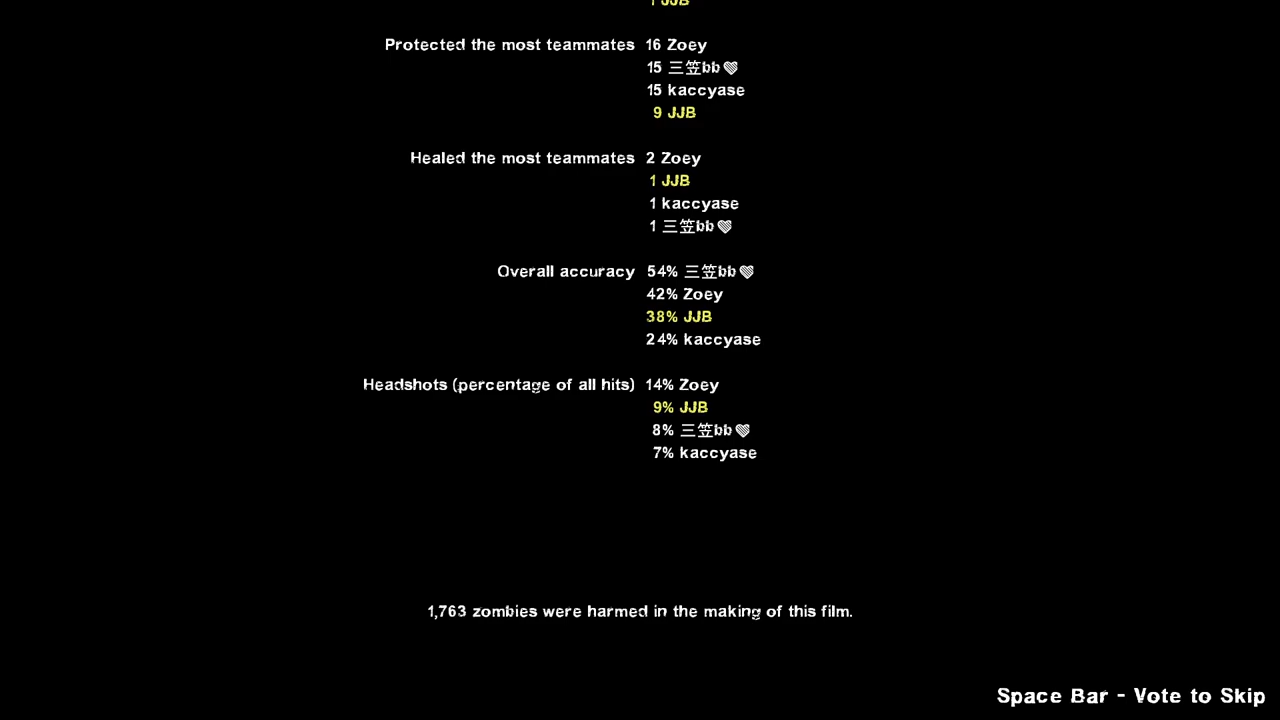 1 JJB
Protected the most teammates 16 Zoey
15 三笠bb💜
15 kaccyase
9 JJB
Healed the most teammates 2 Zoey
1 JJB
1 kaccyase
1 三笠bb💜
Overall accuracy 54% 三笠bb💜
42% Zoey
38% JJB
24% kaccyase
Headshots (percentage of all hits) 14% Zoey
9% JJB
8% 三笠bb💜
7% kaccyase
1,763 zombies were harmed in the making of this film.
Space Bar - Vote to Skip